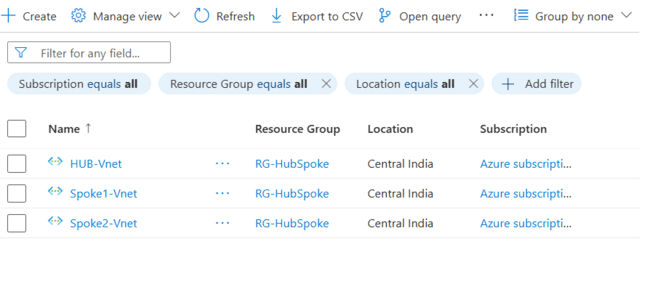 Create Manage view Refresh Export to CSV Open query ··· Group by none
Filter for any field...
Subscription equals all Resource Group equals all Location equals all Add filter
Name ↑ Resource Group Location Subscription
HUB-Vnet ··· RG-HubSpoke Central India Azure subscripti...
Spoke1-Vnet ··· RG-HubSpoke Central India Azure subscripti...
Spoke2-Vnet ··· RG-HubSpoke Central India Azure subscripti...